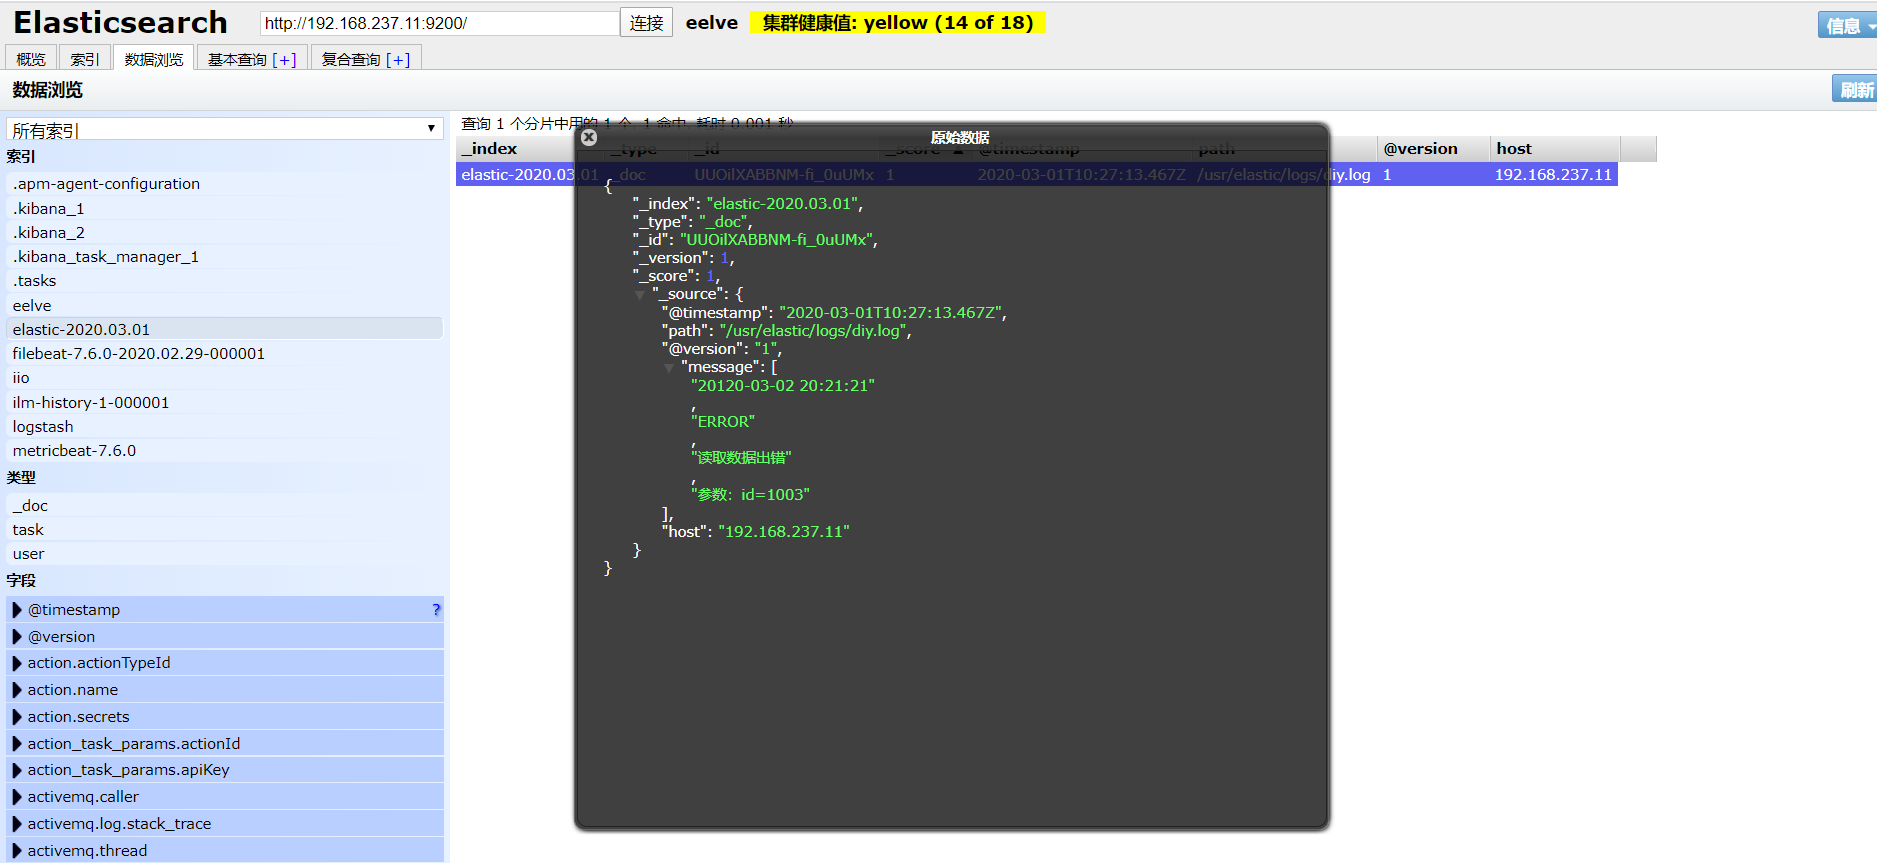 Elasticsearch
http://192.168.237.11:9200/
连接
eelve
集群健康值: yellow (14 of 18)
信息
概览
索引
数据浏览
基本查询 [+]
复合查询 [+]
数据浏览
刷新
所有索引
索引
.apm-agent-configuration
.kibana_1
.kibana_2
.kibana_task_manager_1
.tasks
eelve
elastic-2020.03.01
filebeat-7.6.0-2020.02.29-000001
iio
ilm-history-1-000001
logstash
metricbeat-7.6.0
类型
_doc
task
user
字段
@timestamp ?
@version
action.actionTypeId
action.name
action.secrets
action_task_params.actionId
action_task_params.apiKey
activemq.caller
activemq.log.stack_trace
activemq.thread
查询 1 个分片中用的 1 个. 1 命中. 耗时 0.001 秒
_index _type _id _score ▲ @timestamp path @version host
elastic-2020.03.01 _doc UUOilXABBNM-fi_0uUMx 1 2020-03-01T10:27:13.467Z /usr/elastic/logs/diy.log 1 192.168.237.11
原始数据
{
"_index": "elastic-2020.03.01",
"_type": "_doc",
"_id": "UUOilXABBNM-fi_0uUMx",
"_version": 1,
"_score": 1,
"_source": {
"@timestamp": "2020-03-01T10:27:13.467Z",
"path": "/usr/elastic/logs/diy.log",
"@version": "1",
"message": [
"20120-03-02 20:21:21"
,
"ERROR"
,
"读取数据出错"
,
"参数：id=1003"
],
"host": "192.168.237.11"
}
}